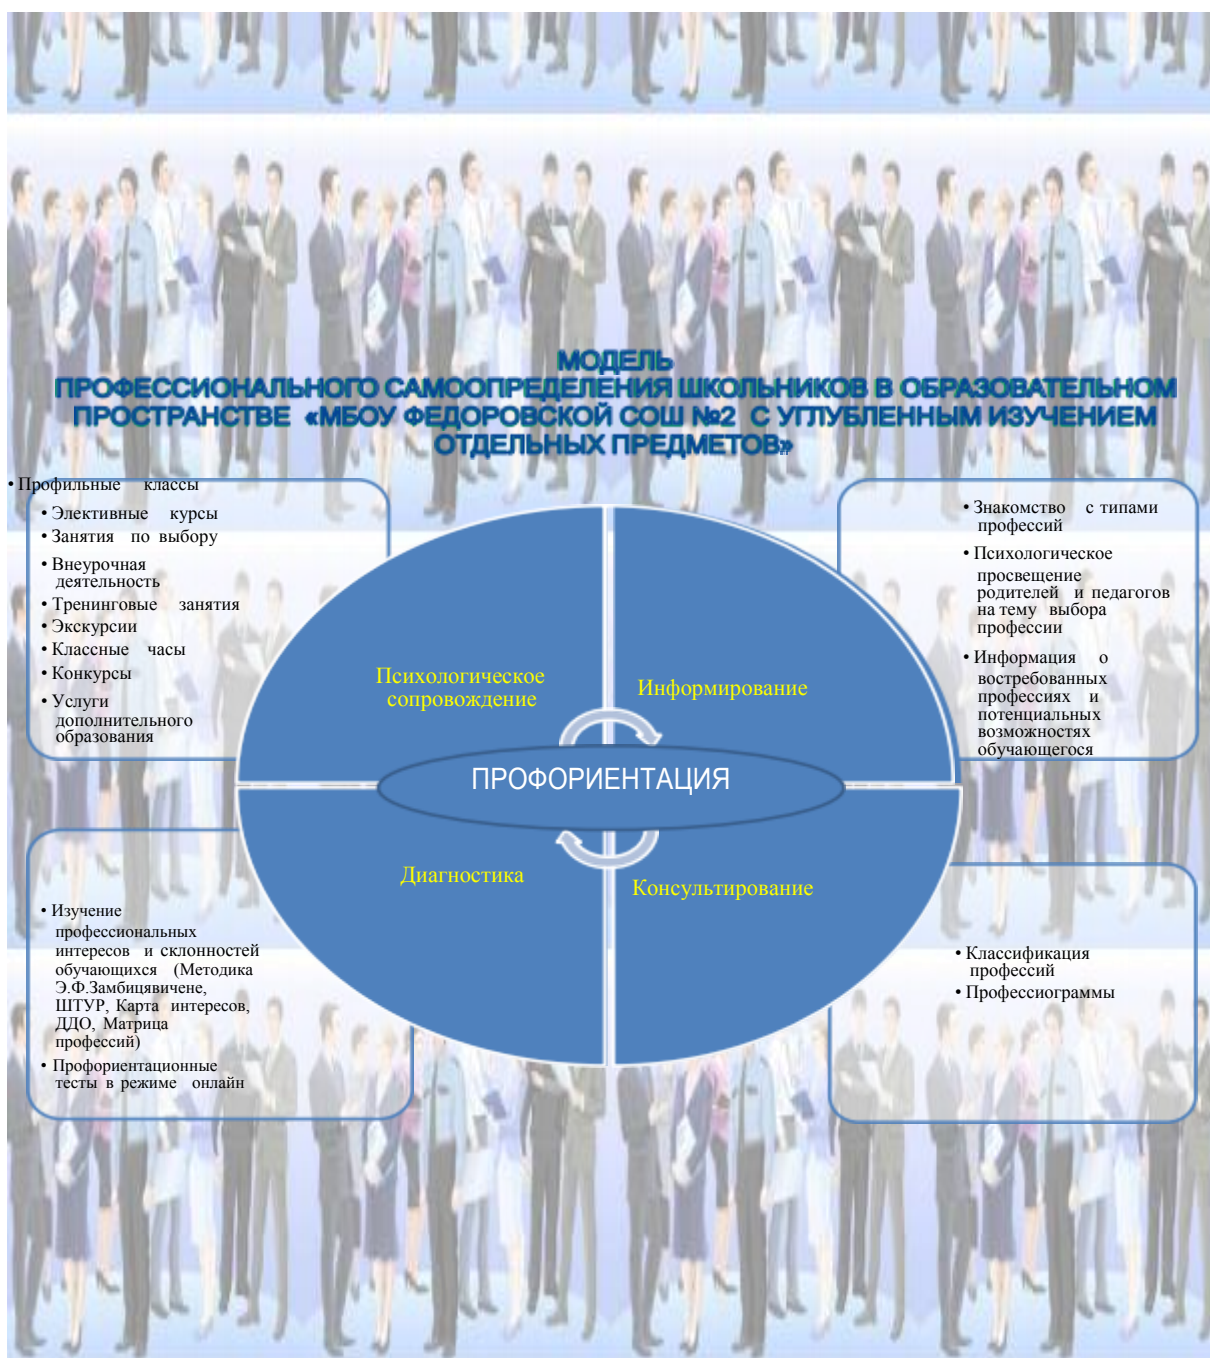 МОДЕЛЬ
ПРОФЕССИОНАЛЬНОГО САМООПРЕДЕЛЕНИЯ ШКОЛЬНИКОВ В ОБРАЗОВАТЕЛЬНОМ
ПРОСТРАНСТВЕ «МБОУ ФЕДОРОВСКОЙ СОШ №2 С УГЛУБЛЕННЫМ ИЗУЧЕНИЕМ
ОТДЕЛЬНЫХ ПРЕДМЕТОВ»
• Профильные классы
• Элективные курсы
• Занятия по выбору
• Внеурочная
деятельность
• Тренинговые занятия
• Экскурсии
• Классные часы
• Конкурсы
• Услуги
дополнительного
образования
Психологическое
сопровождение
Информирование
• Знакомство с типами
профессий
• Психологическое
просвещение
родителей и педагогов
на тему выбора
профессии
• Информация о
востребованных
профессиях и
потенциальных
возможностях
обучающегося
ПРОФОРИЕНТАЦИЯ
Диагностика
Консультирование
• Изучение
профессиональных
интересов и склонностей
обучающихся (Методика
Э.Ф.Замбицявичене,
ШТУР, Карта интересов,
ДДО, Матрица
профессий)
• Профориентационные
тесты в режиме онлайн
• Классификация
профессий
• Профессиограммы